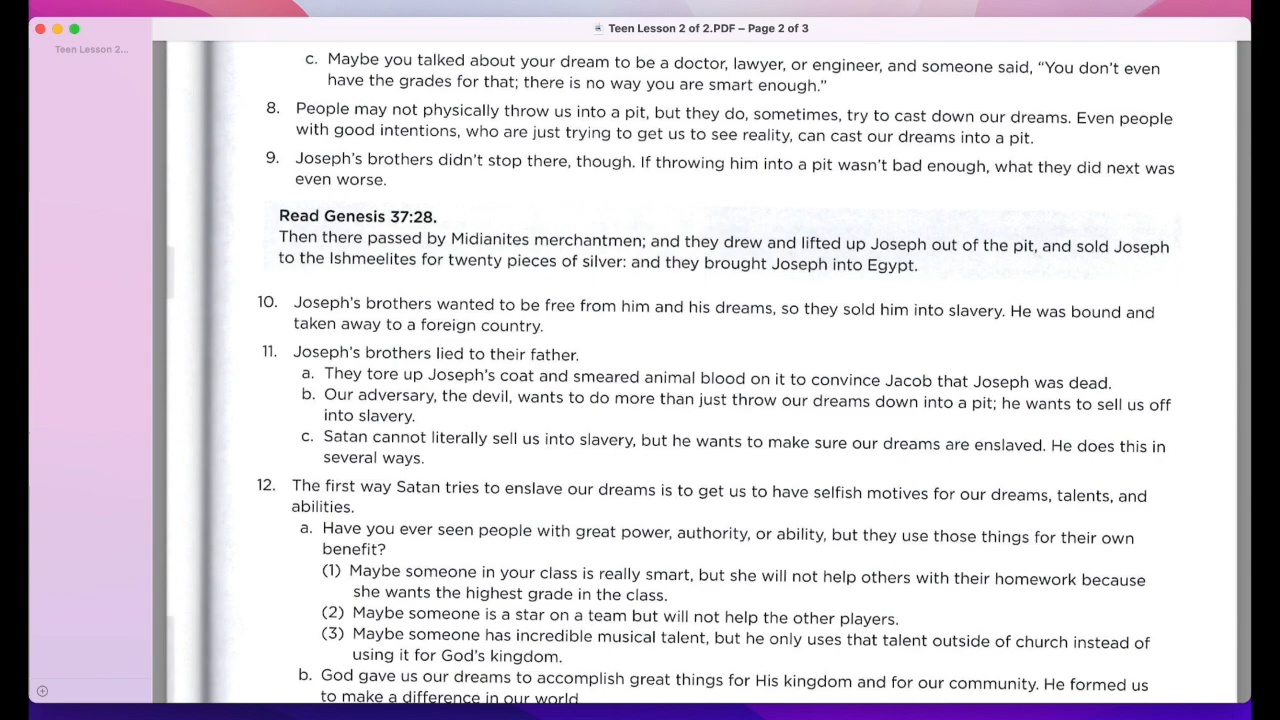 Teen Lesson 2 of 2.PDF – Page 2 of 3
Teen Lesson 2...
c. Maybe you talked about your dream to be a doctor, lawyer, or engineer, and someone said, “You don’t even
have the grades for that; there is no way you are smart enough.”
8. People may not physically throw us into a pit, but they do, sometimes, try to cast down our dreams. Even people
with good intentions, who are just trying to get us to see reality, can cast our dreams into a pit.
9. Joseph’s brothers didn’t stop there, though. If throwing him into a pit wasn’t bad enough, what they did next was
even worse.
Read Genesis 37:28.
Then there passed by Midianites merchantmen; and they drew and lifted up Joseph out of the pit, and sold Joseph
to the Ishmeelites for twenty pieces of silver: and they brought Joseph into Egypt.
10. Joseph’s brothers wanted to be free from him and his dreams, so they sold him into slavery. He was bound and
taken away to a foreign country.
11. Joseph’s brothers lied to their father.
a. They tore up Joseph’s coat and smeared animal blood on it to convince Jacob that Joseph was dead.
b. Our adversary, the devil, wants to do more than just throw our dreams down into a pit; he wants to sell us off
into slavery.
c. Satan cannot literally sell us into slavery, but he wants to make sure our dreams are enslaved. He does this in
several ways.
12. The first way Satan tries to enslave our dreams is to get us to have selfish motives for our dreams, talents, and
abilities.
a. Have you ever seen people with great power, authority, or ability, but they use those things for their own
benefit?
(1) Maybe someone in your class is really smart, but she will not help others with their homework because
she wants the highest grade in the class.
(2) Maybe someone is a star on a team but will not help the other players.
(3) Maybe someone has incredible musical talent, but he only uses that talent outside of church instead of
using it for God’s kingdom.
b. God gave us our dreams to accomplish great things for His kingdom and for our community. He formed us
to make a difference in our world.